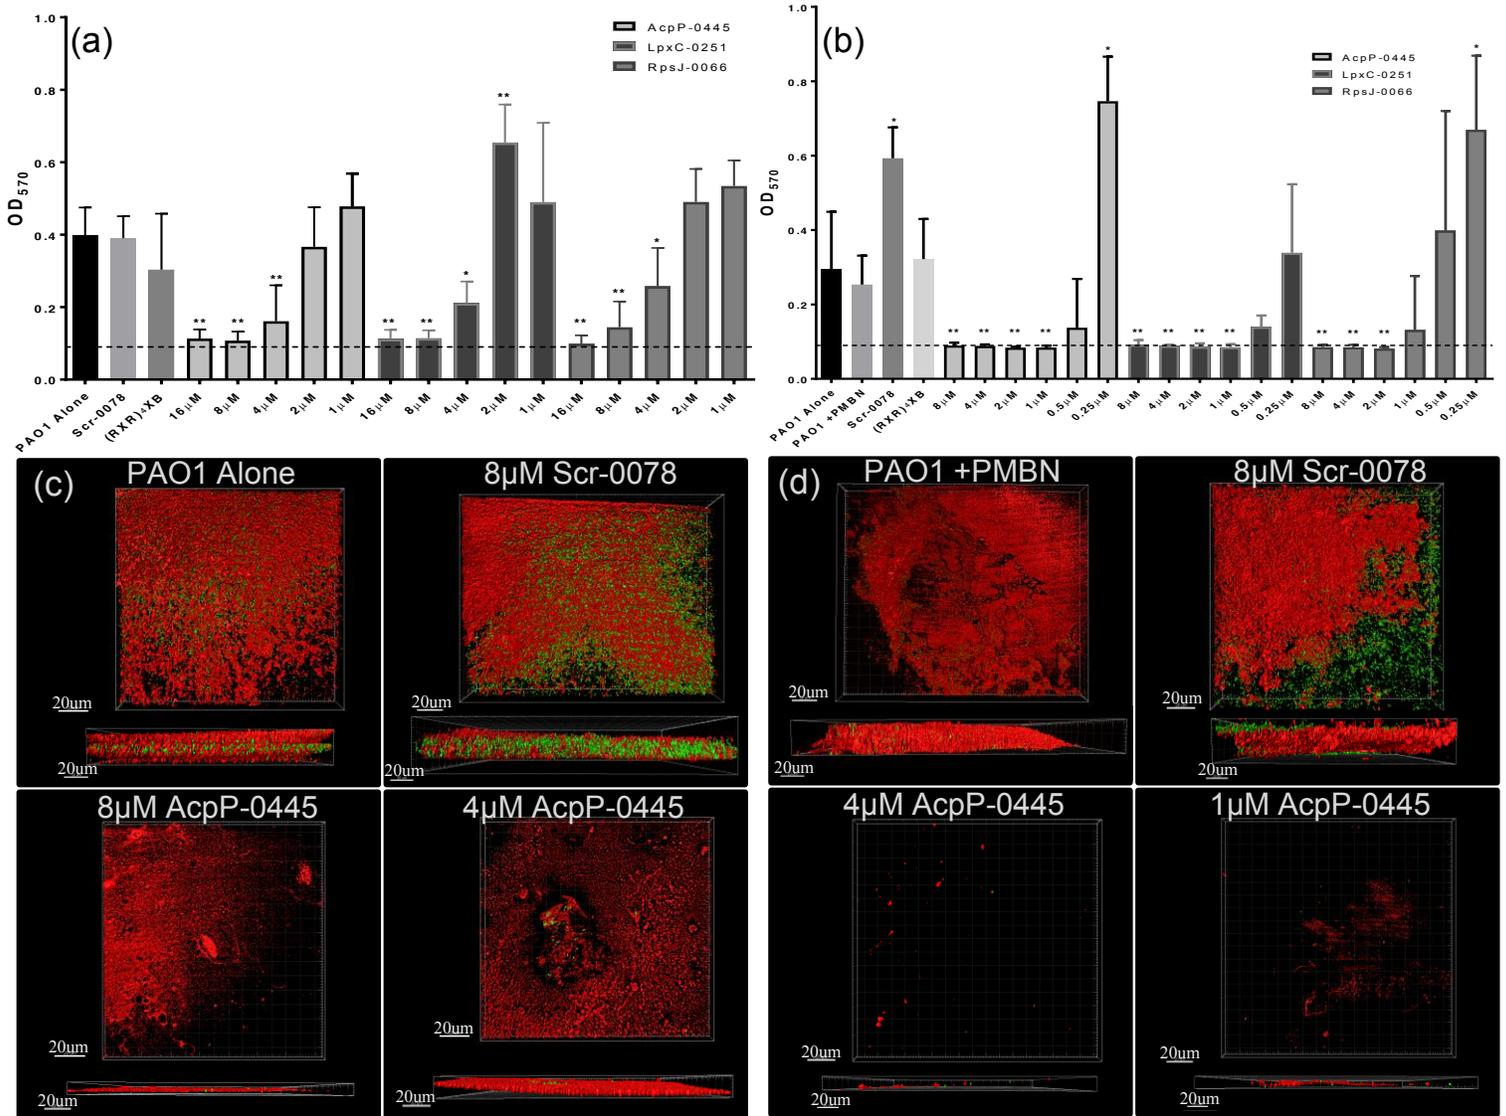 (a)
AcpP-0445
LpxC-0251
RpsJ-0066
1.0
0.8
0.6
0.4
0.2
0.0
OD570
** ** ** ** ** * ** ** ** *
PAO1 Alone
Scr-0078
(RXR)4XB
16µM
8µM
4µM
2µM
1µM
16µM
8µM
4µM
2µM
1µM
16µM
8µM
4µM
2µM
1µM
(b)
AcpP-0445
LpxC-0251
RpsJ-0066
1.0
0.8
0.6
0.4
0.2
0.0
OD570
* ** ** ** ** * ** ** ** ** ** ** ** *
PAO1 Alone
PAO1 +PMBN
Scr-0078
(RXR)4XB
8µM
4µM
2µM
1µM
0.5µM
0.25µM
8µM
4µM
2µM
1µM
0.5µM
0.25µM
8µM
4µM
2µM
1µM
0.5µM
0.25µM
(c)
PAO1 Alone
20um
20um
8µM Scr-0078
20um
20um
8µM AcpP-0445
20um
20um
4µM AcpP-0445
20um
20um
(d)
PAO1 +PMBN
20um
20um
8µM Scr-0078
20um
20um
4µM AcpP-0445
20um
20um
1µM AcpP-0445
20um
20um